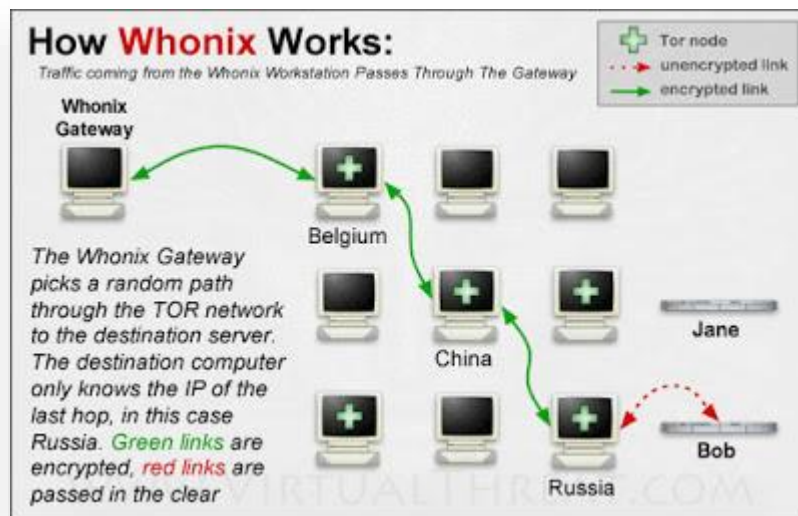 How Whonix Works:
Traffic coming from the Whonix Workstation Passes Through The Gateway
Tor node
unencrypted link
encrypted link
Whonix
Gateway
Belgium
The Whonix Gateway
picks a random path
through the TOR network
to the destination server.
The destination computer
only knows the IP of the
last hop, in this case
Russia. Green links are
encrypted, red links are
passed in the clear
China
Jane
Russia
Bob